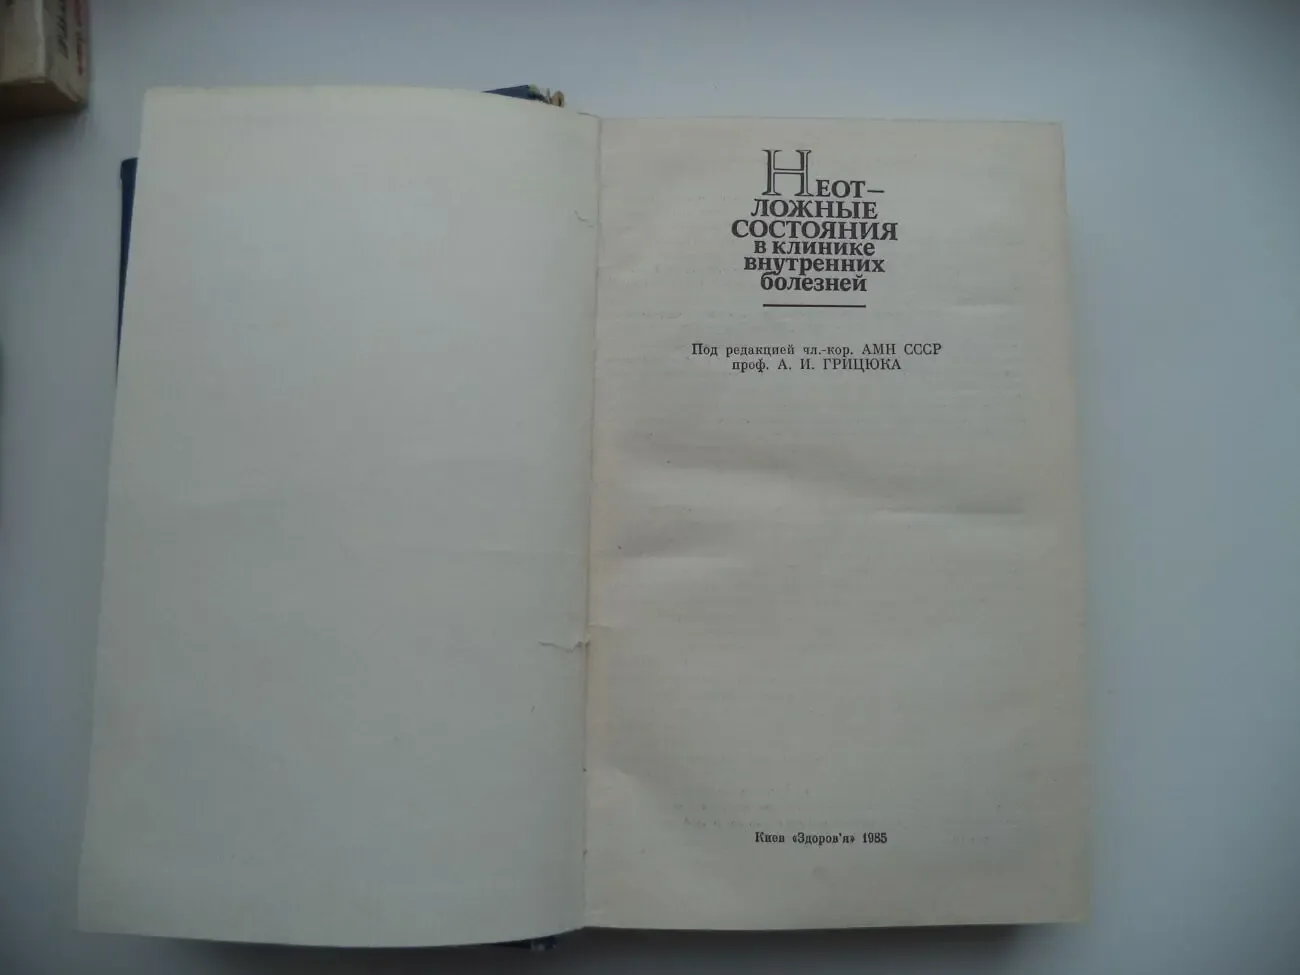 НЕОТ–
ЛОЖНЫЕ
СОСТОЯНИЯ
В КЛИНИКЕ
ВНУТРЕННИХ
БОЛЕЗНЕЙ
Под редакцией чл.-кор. АМН СССР
проф. А. И. ГРИЦЮКА
Киев «Здоров'я» 1985